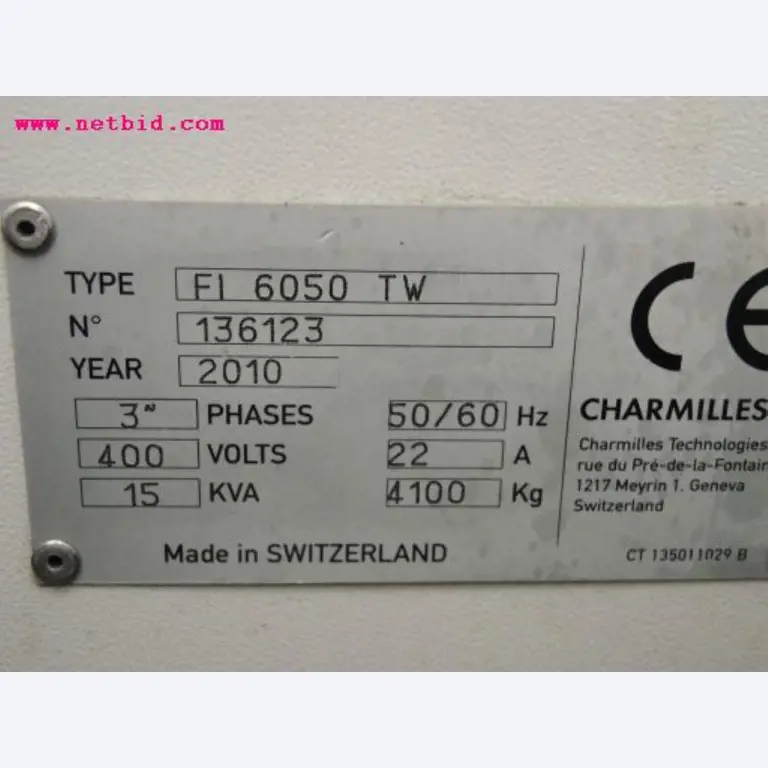 www.netbid.com
TYPE FI 6050 TW
N° 136123
YEAR 2010
3~ PHASES 50/60 Hz
400 VOLTS 22 A
15 KVA 4100 Kg
Made in SWITZERLAND
CE
CHARMILLES
Charmilles Technologies
rue du Pré-de-la-Fontain
1217 Meyrin 1. Geneva
Switzerland
CT 135011029 B